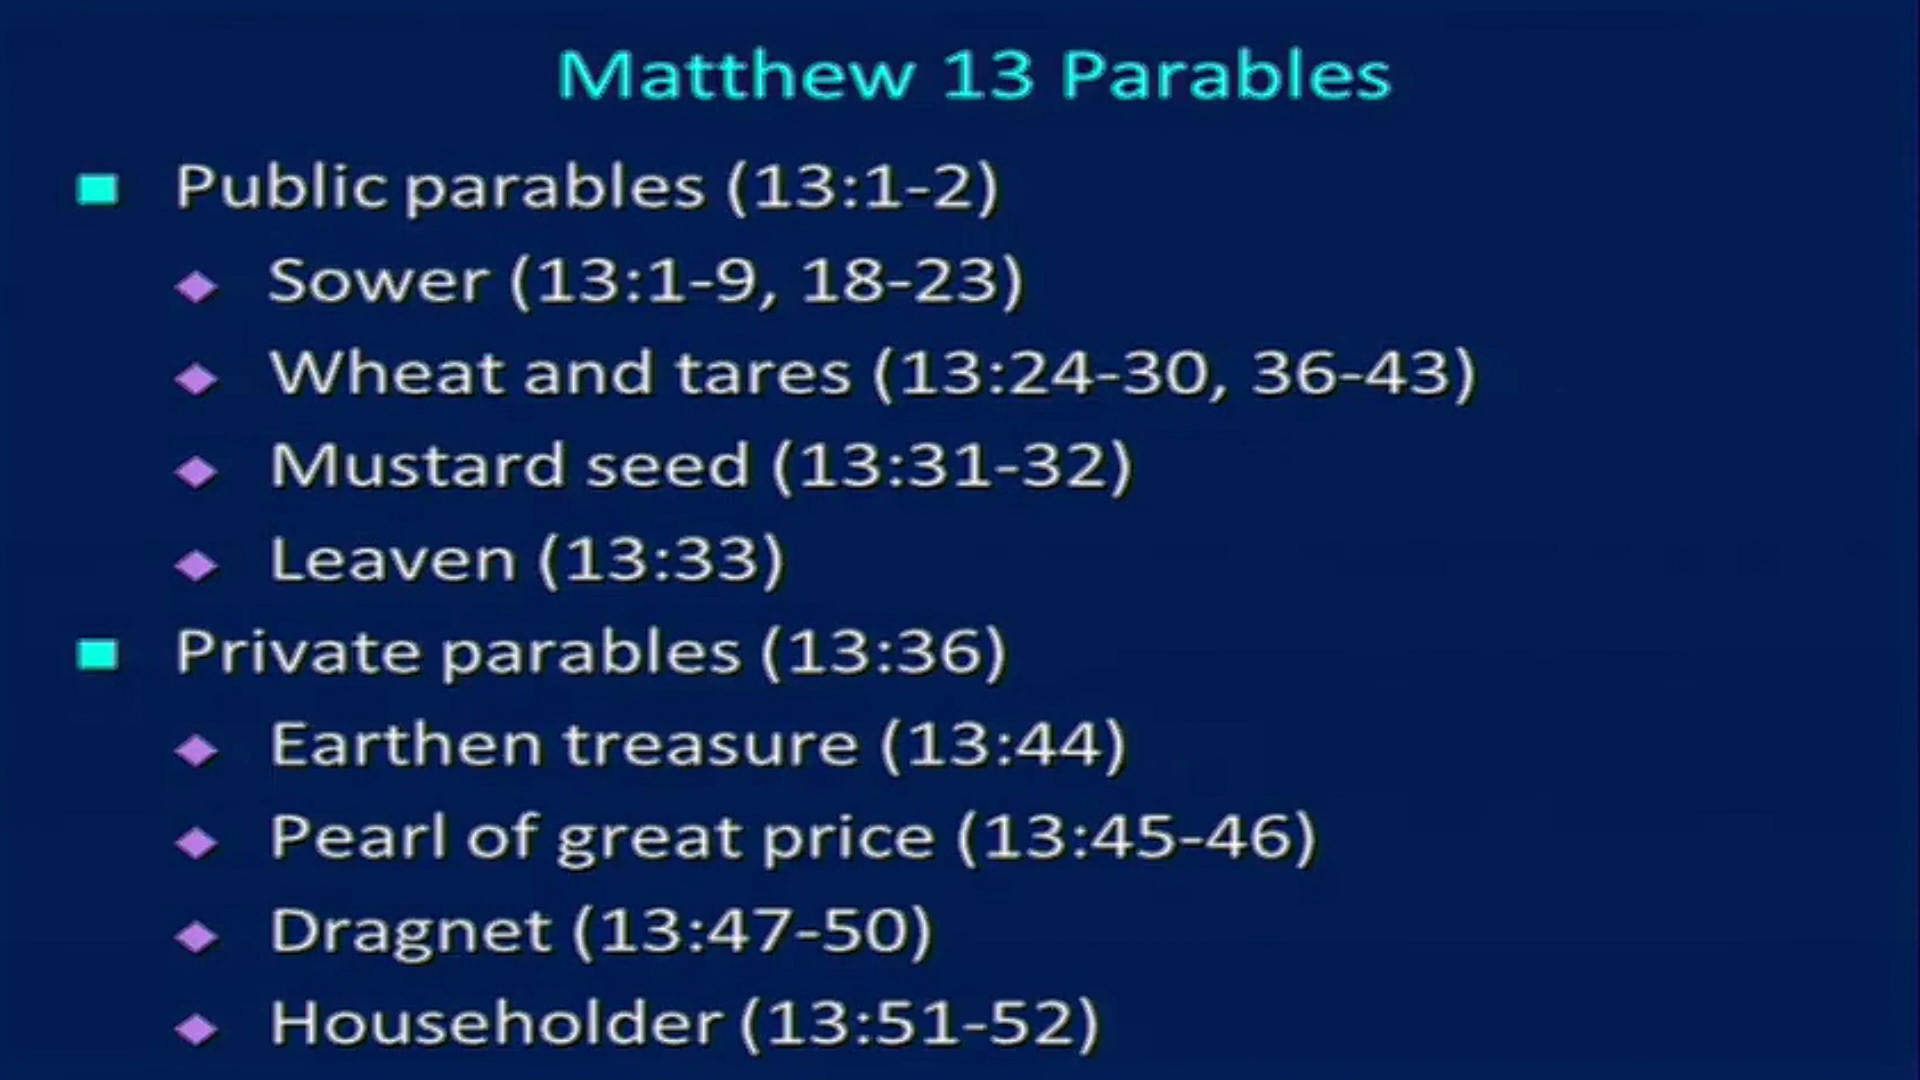 Matthew 13 Parables
Public parables (13:1-2)
Sower (13:1-9, 18-23)
Wheat and tares (13:24-30, 36-43)
Mustard seed (13:31-32)
Leaven (13:33)
Private parables (13:36)
Earthen treasure (13:44)
Pearl of great price (13:45-46)
Dragnet (13:47-50)
Householder (13:51-52)